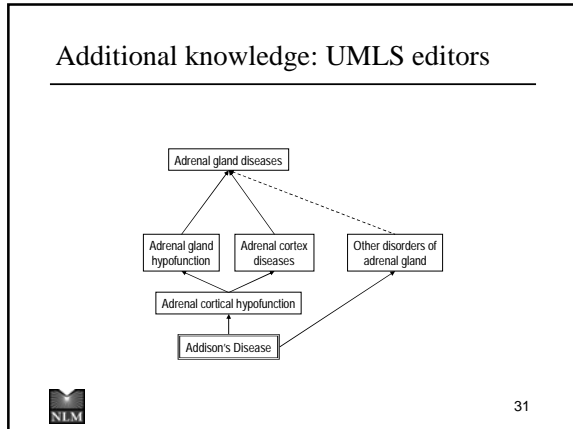 Additional knowledge: UMLS editors
Adrenal gland diseases
Adrenal gland
hypofunction
Adrenal cortex
diseases
Other disorders of
adrenal gland
Adrenal cortical hypofunction
Addison's Disease
NLM
31